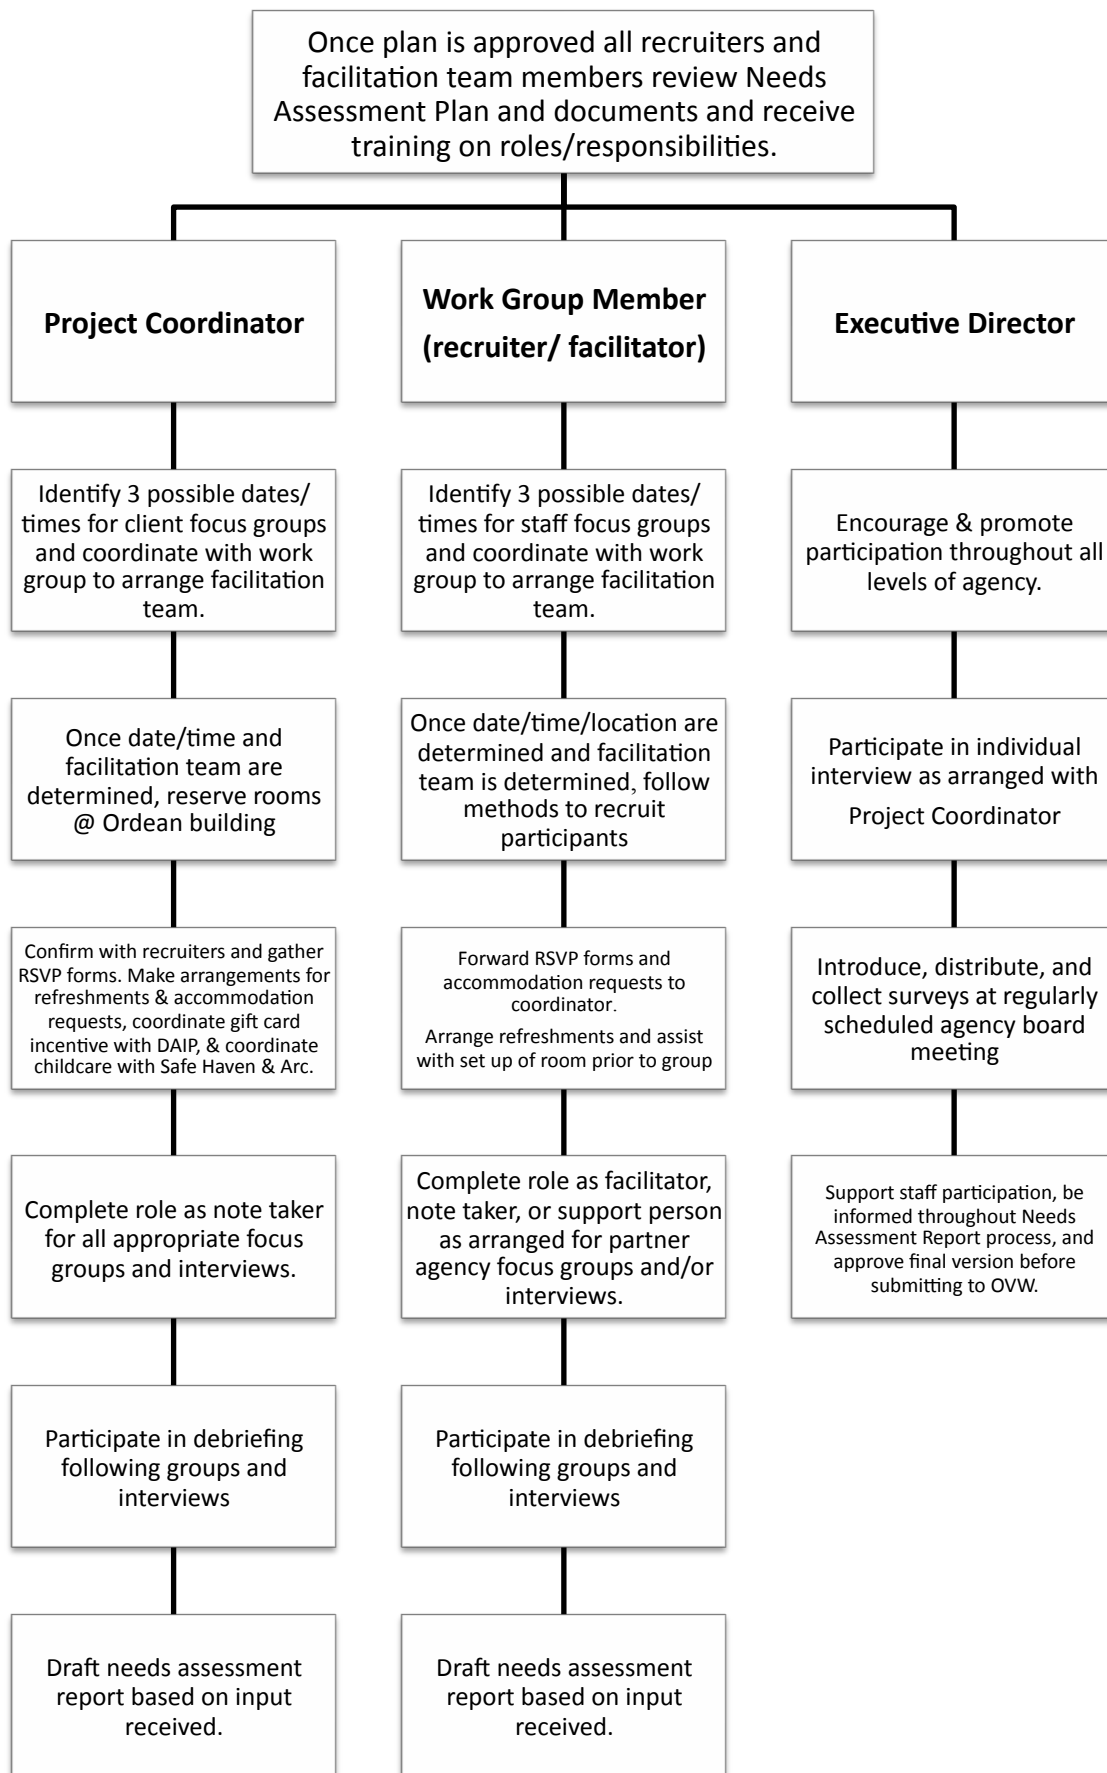 Once plan is approved all recruiters and
facilitation team members review Needs
Assessment Plan and documents and receive
training on roles/responsibilities.
Project Coordinator
Identify 3 possible dates/
times for client focus groups
and coordinate with work
group to arrange facilitation
team.
Once date/time and
facilitation team are
determined, reserve rooms
@ Ordean building
Confirm with recruiters and gather
RSVP forms. Make arrangements for
refreshments & accommodation
requests, coordinate gift card
incentive with DAIP, & coordinate
childcare with Safe Haven & Arc.
Complete role as note taker
for all appropriate focus
groups and interviews.
Participate in debriefing
following groups and
interviews
Draft needs assessment
report based on input
received.
Work Group Member
(recruiter/ facilitator)
Identify 3 possible dates/
times for staff focus groups
and coordinate with work
group to arrange facilitation
team.
Once date/time/location are
determined and facilitation
team is determined, follow
methods to recruit
participants
Forward RSVP forms and
accommodation requests to
coordinator.
Arrange refreshments and assist
with set up of room prior to group
Complete role as facilitator,
note taker, or support person
as arranged for partner
agency focus groups and/or
interviews.
Participate in debriefing
following groups and
interviews
Draft needs assessment
report based on input
received.
Executive Director
Encourage & promote
participation throughout all
levels of agency.
Participate in individual
interview as arranged with
Project Coordinator
Introduce, distribute, and
collect surveys at regularly
scheduled agency board
meeting
Support staff participation, be
informed throughout Needs
Assessment Report process, and
approve final version before
submitting to OVW.